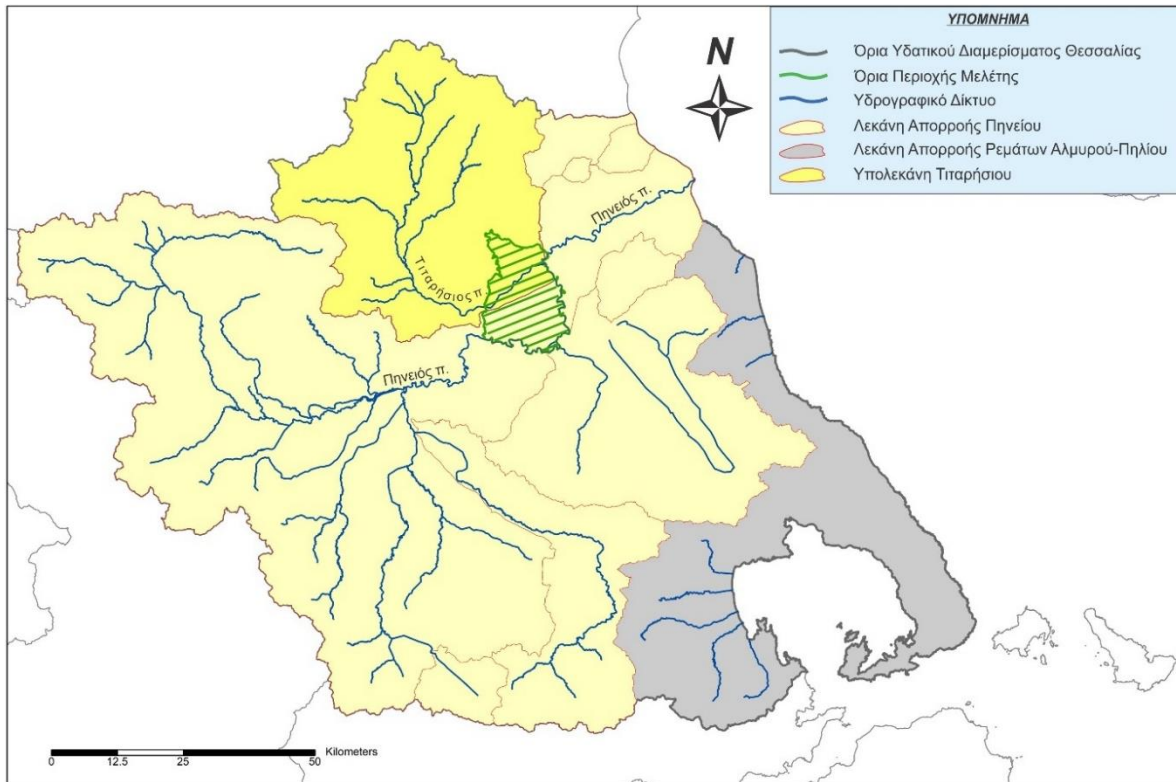 ΥΠΟΜΝΗΜΑ
Όρια Υδατικού Διαμερίσματος Θεσσαλίας
Όρια Περιοχής Μελέτης
Υδρογραφικό Δίκτυο
Λεκάνη Απορροής Πηνείου
Λεκάνη Απορροής Ρεμάτων Αλμυρού-Πηλίου
Υπολεκάνη Τιταρήσιου
N
Πηνειός π.
Τιταρήσιος π.
Πηνειός π.
0 12.5 25 50 Kilometers